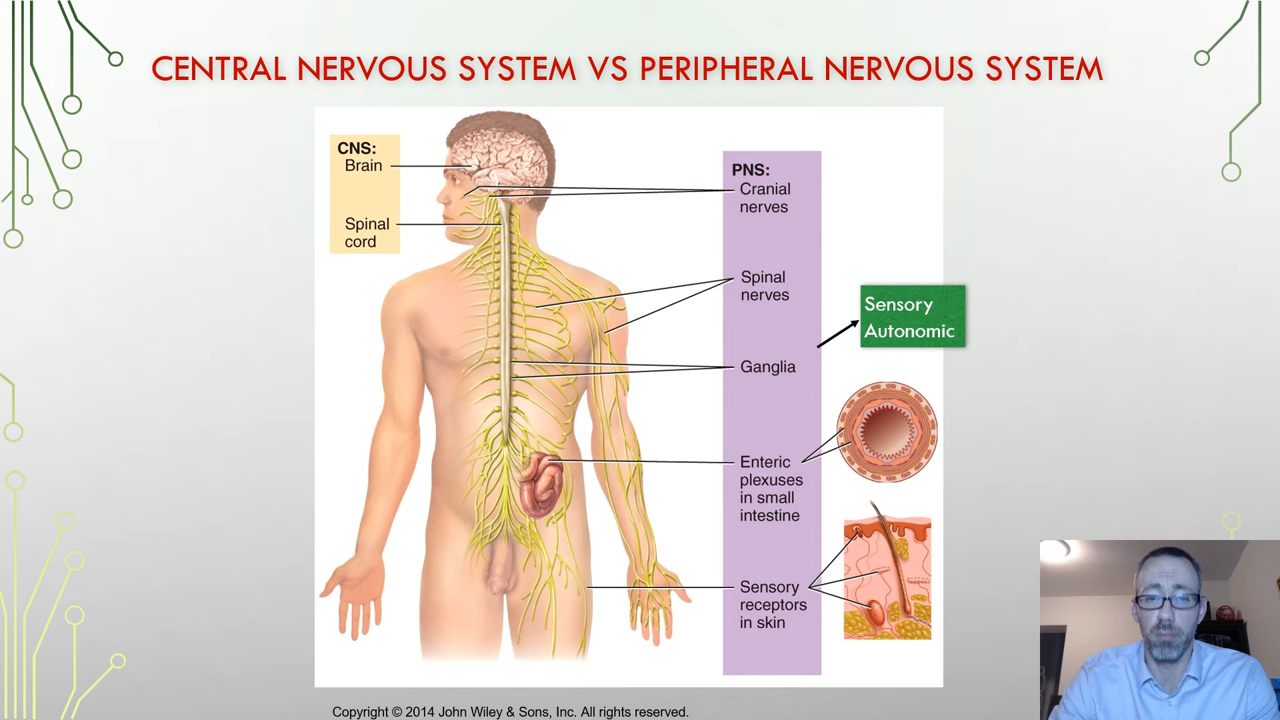 CENTRAL NERVOUS SYSTEM VS PERIPHERAL NERVOUS SYSTEM
CNS:
Brain
Spinal
cord
PNS:
Cranial
nerves
Spinal
nerves
Sensory
Autonomic
Ganglia
Enteric
plexuses
in small
intestine
Sensory
receptors
in skin
Copyright © 2014 John Wiley & Sons, Inc. All rights reserved.